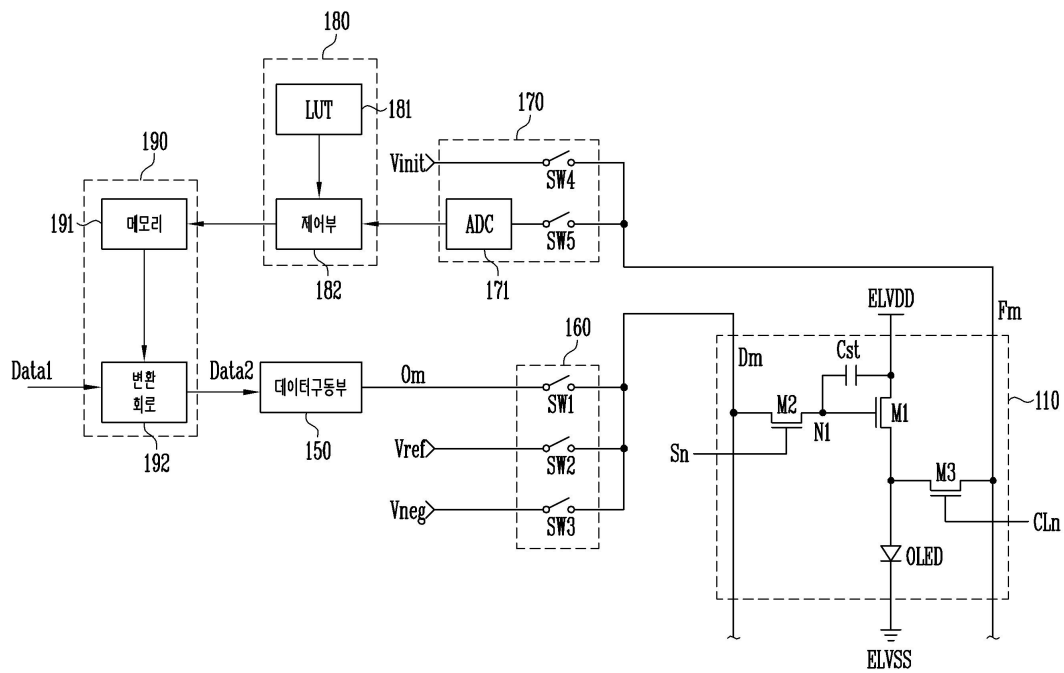 180
LUT
181
170
190
Vinit
SW4
191
메모리
제어부
ADC
SW5
182
171
ELVDD
Fm
160
Dm
Cst
Data1
변환
회로
Data2
데이터구동부
Om
SW1
M2
M1
110
N1
192
150
Vref
SW2
Sn
M3
Vneg
SW3
CLn
OLED
ELVSS